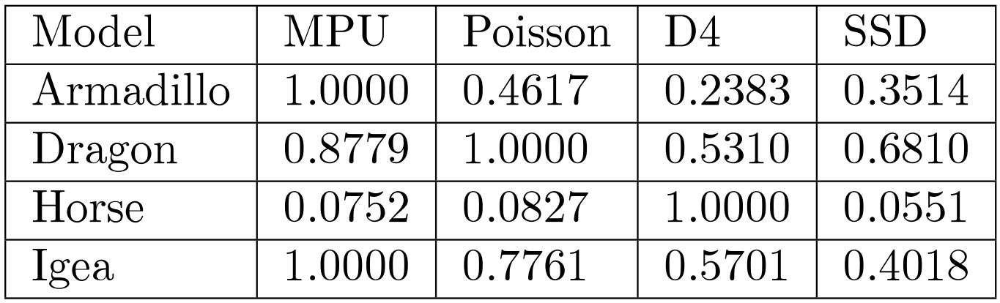 Model MPU Poisson D4 SSD
Armadillo 1.0000 0.4617 0.2383 0.3514
Dragon 0.8779 1.0000 0.5310 0.6810
Horse 0.0752 0.0827 1.0000 0.0551
Igea 1.0000 0.7761 0.5701 0.4018